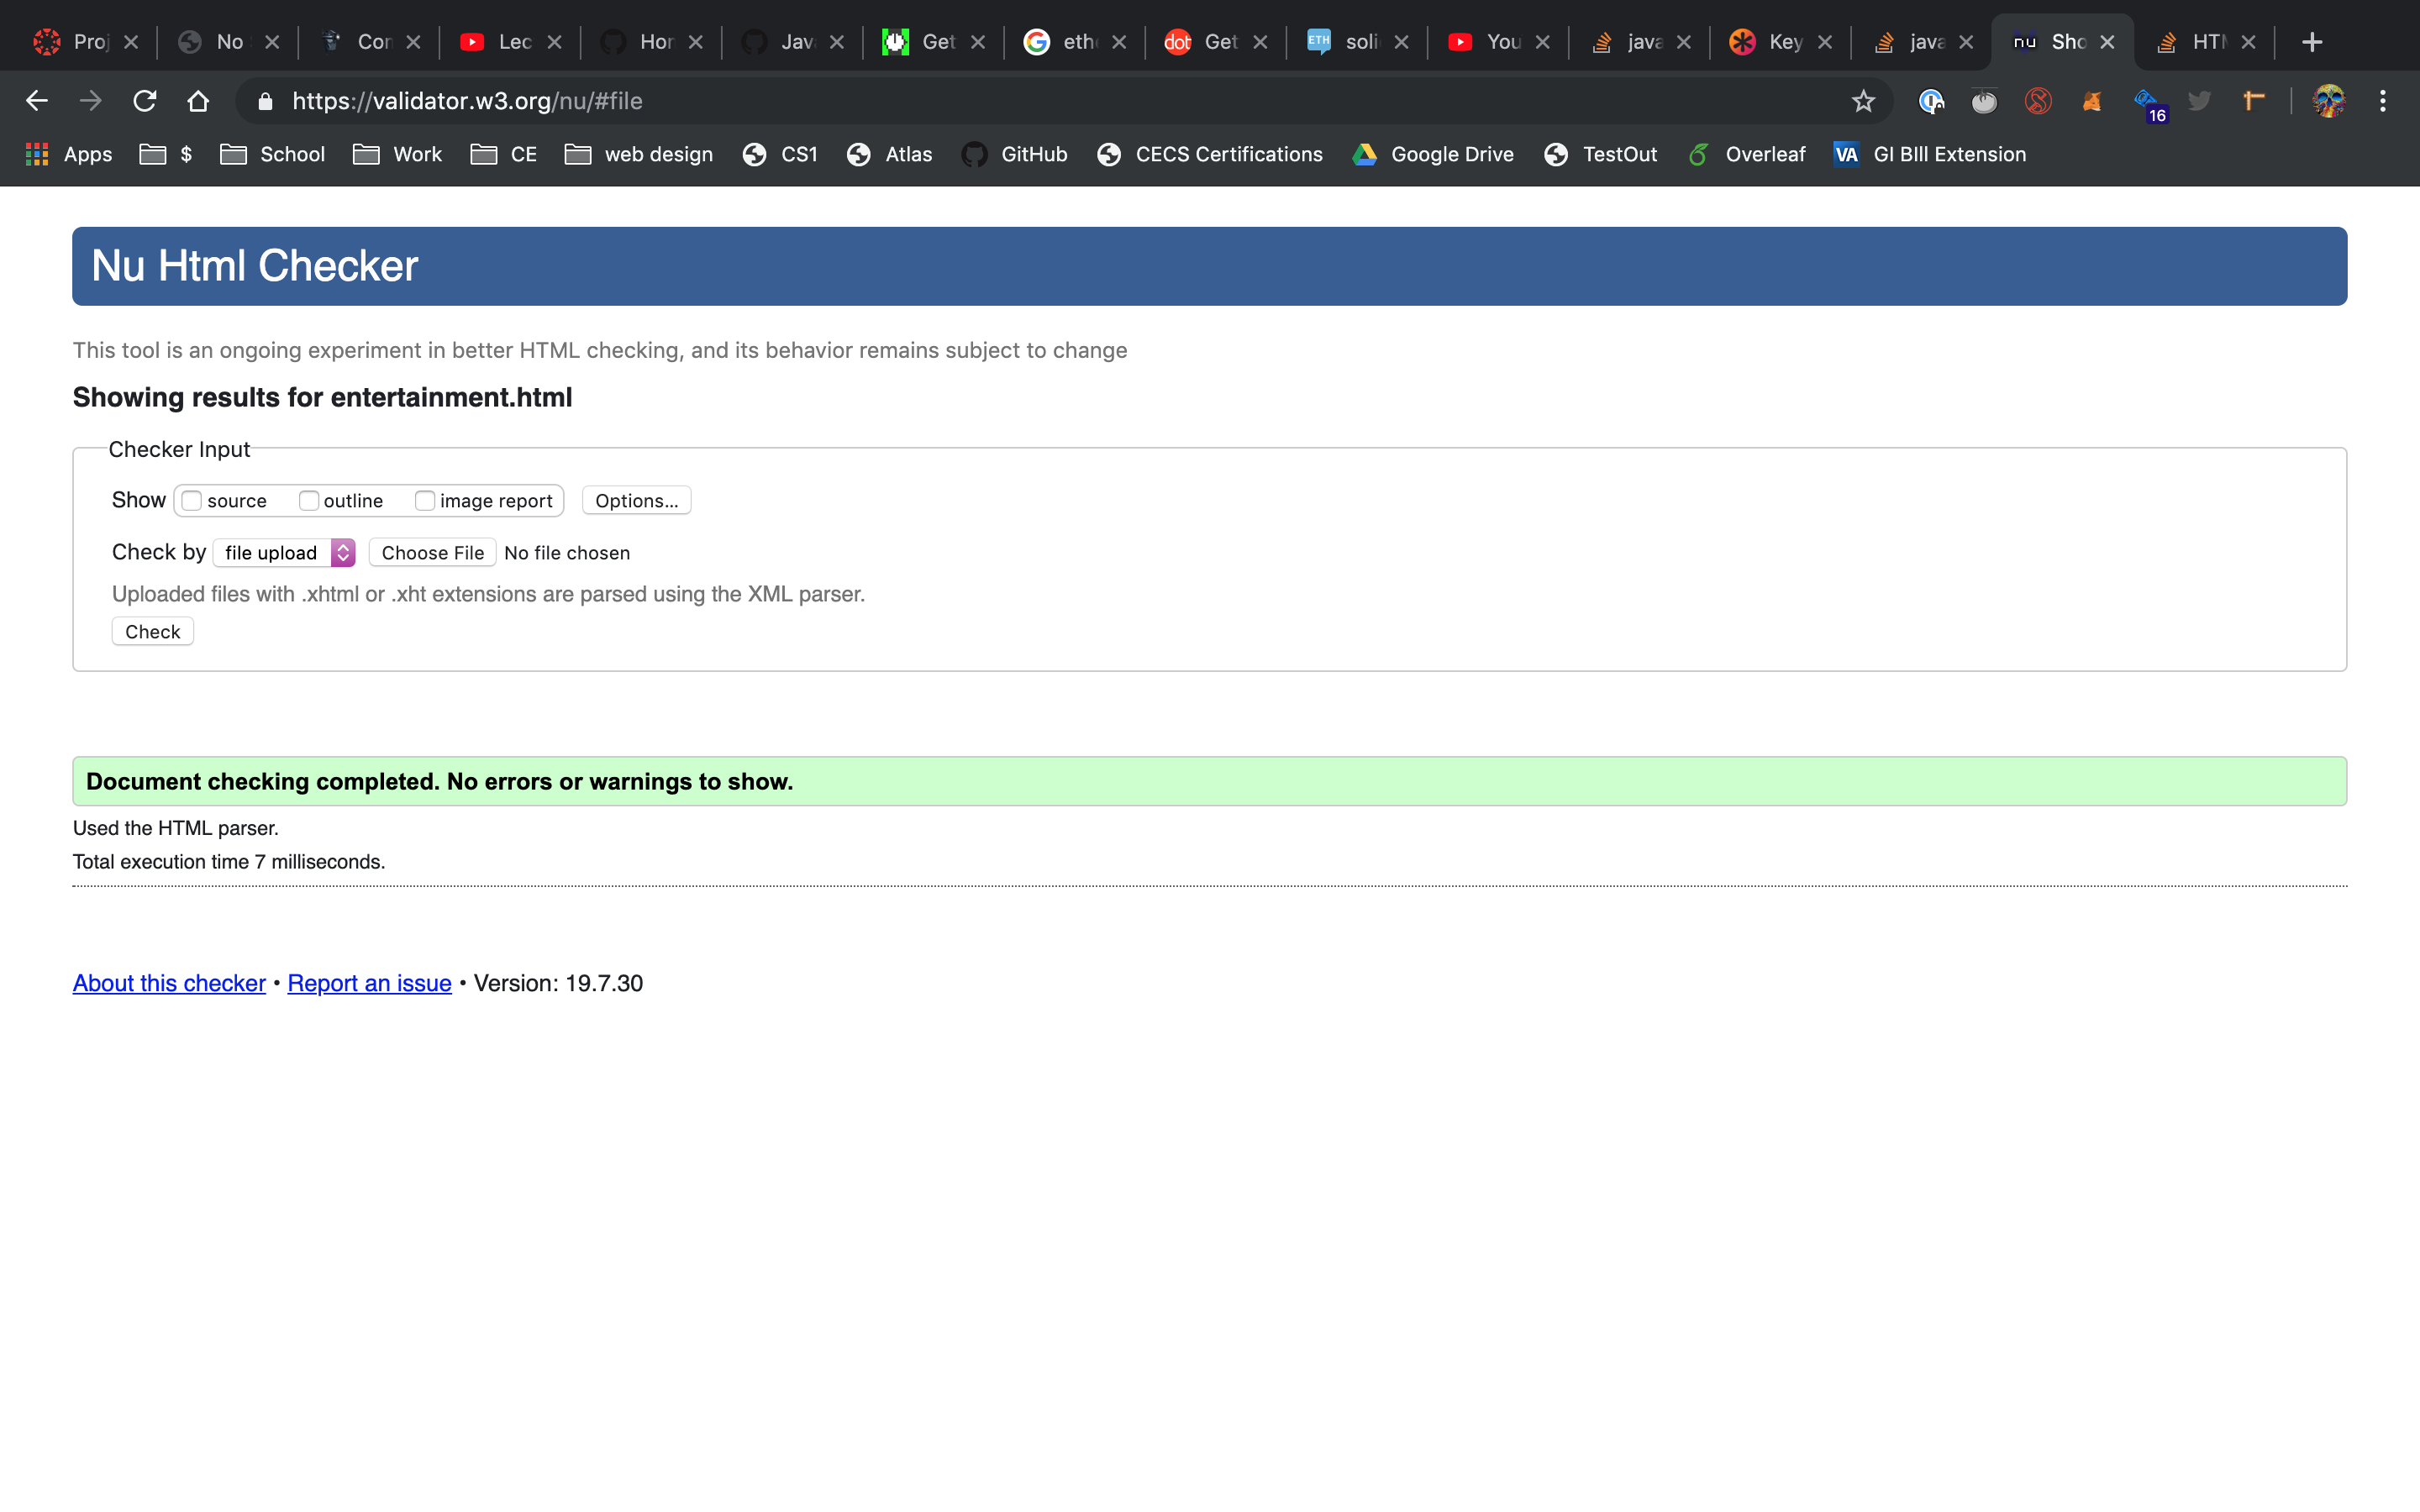 Proj No Con Lec Hor Java Get eth dot Get ETH soli You java Key java nu Sho HTM
https://validator.w3.org/nu/#file 16
Apps $ School Work CE web design CS1 Atlas GitHub CECS Certifications Google Drive TestOut Overleaf VA GI BIll Extension
Nu Html Checker
This tool is an ongoing experiment in better HTML checking, and its behavior remains subject to change
Showing results for entertainment.html
Checker Input
Show source outline image report Options...
Check by file upload Choose File No file chosen
Uploaded files with .xhtml or .xht extensions are parsed using the XML parser.
Check
Document checking completed. No errors or warnings to show.
Used the HTML parser.
Total execution time 7 milliseconds.
About this checker • Report an issue • Version: 19.7.30